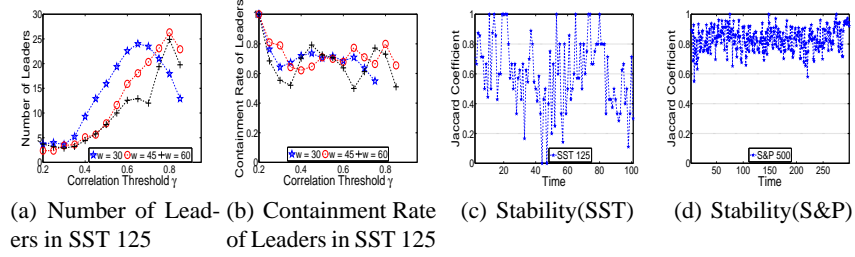 30
25
20
15
10
5
0
Number of Leaders
0.2 0.4 0.6 0.8 1
w = 30 w = 45 w = 60
Correlation Threshold γ
(a) Number of Lead-
ers in SST 125
1
0.8
0.6
0.4
0.2
0
Containment Rate of Leaders
0.2 0.4 0.6 0.8 1
w = 30 w = 45 w = 60
Correlation Threshold γ
(b) Containment Rate
of Leaders in SST 125
1
0.8
0.6
0.4
0.2
0
Jaccard Coefficient
20 40 60 80 100
SST 125
Time
(c) Stability(SST)
1
0.8
0.6
0.4
0.2
0
Jaccard Coefficient
50 100 150 200 250
S&P 500
Time
(d) Stability(S&P)